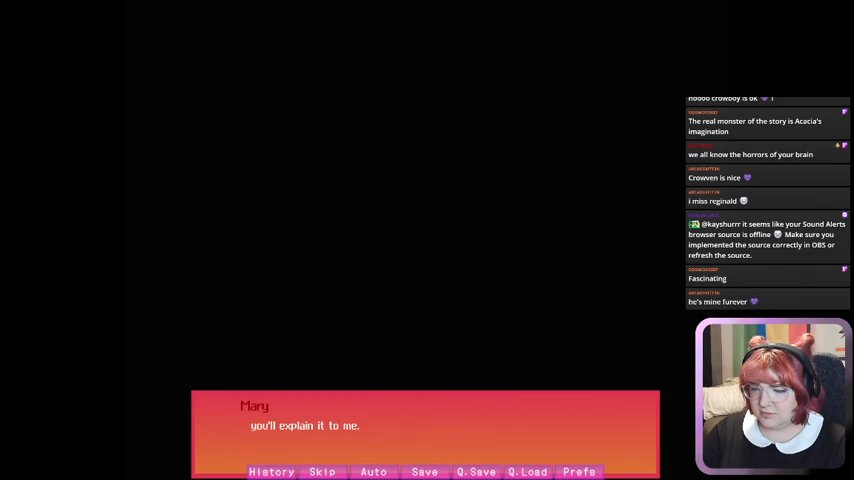 noooo crowboy is ok 💜 !
The real monster of the story is Acacia's
imagination
we all know the horrors of your brain
Crowven is nice 💜
i miss reginald
@kayshurrr it seems like your Sound Alerts
browser source is offline
Make sure you
implemented the source correctly in OBS or
refresh the source.
Fascinating
he's mine furever 💜
Mary
you'll explain it to me.
History Skip Auto Save Q.Save Q.Load Prefs